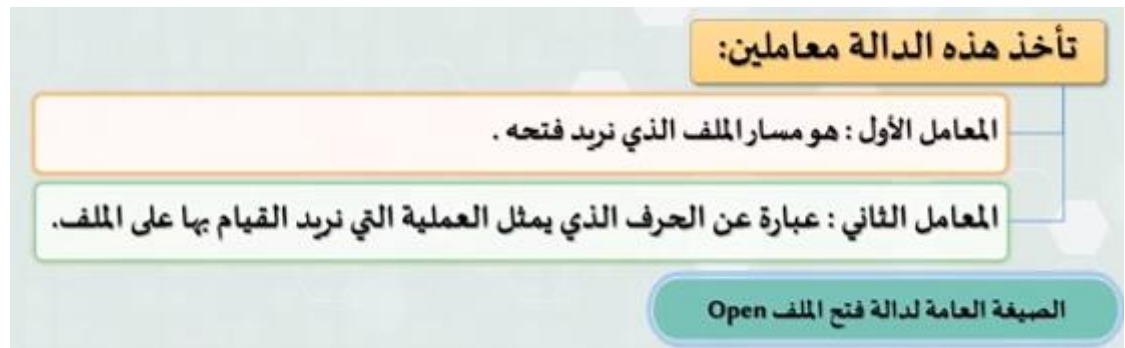 تأخذ هذه الدالة معاملين:
المعامل الأول : هو مسار الملف الذي نريد فتحه .
المعامل الثاني : عبارة عن الحرف الذي يمثل العملية التي نريد القيام بها على الملف.
الصيغة العامة لدالة فتح الملف Open